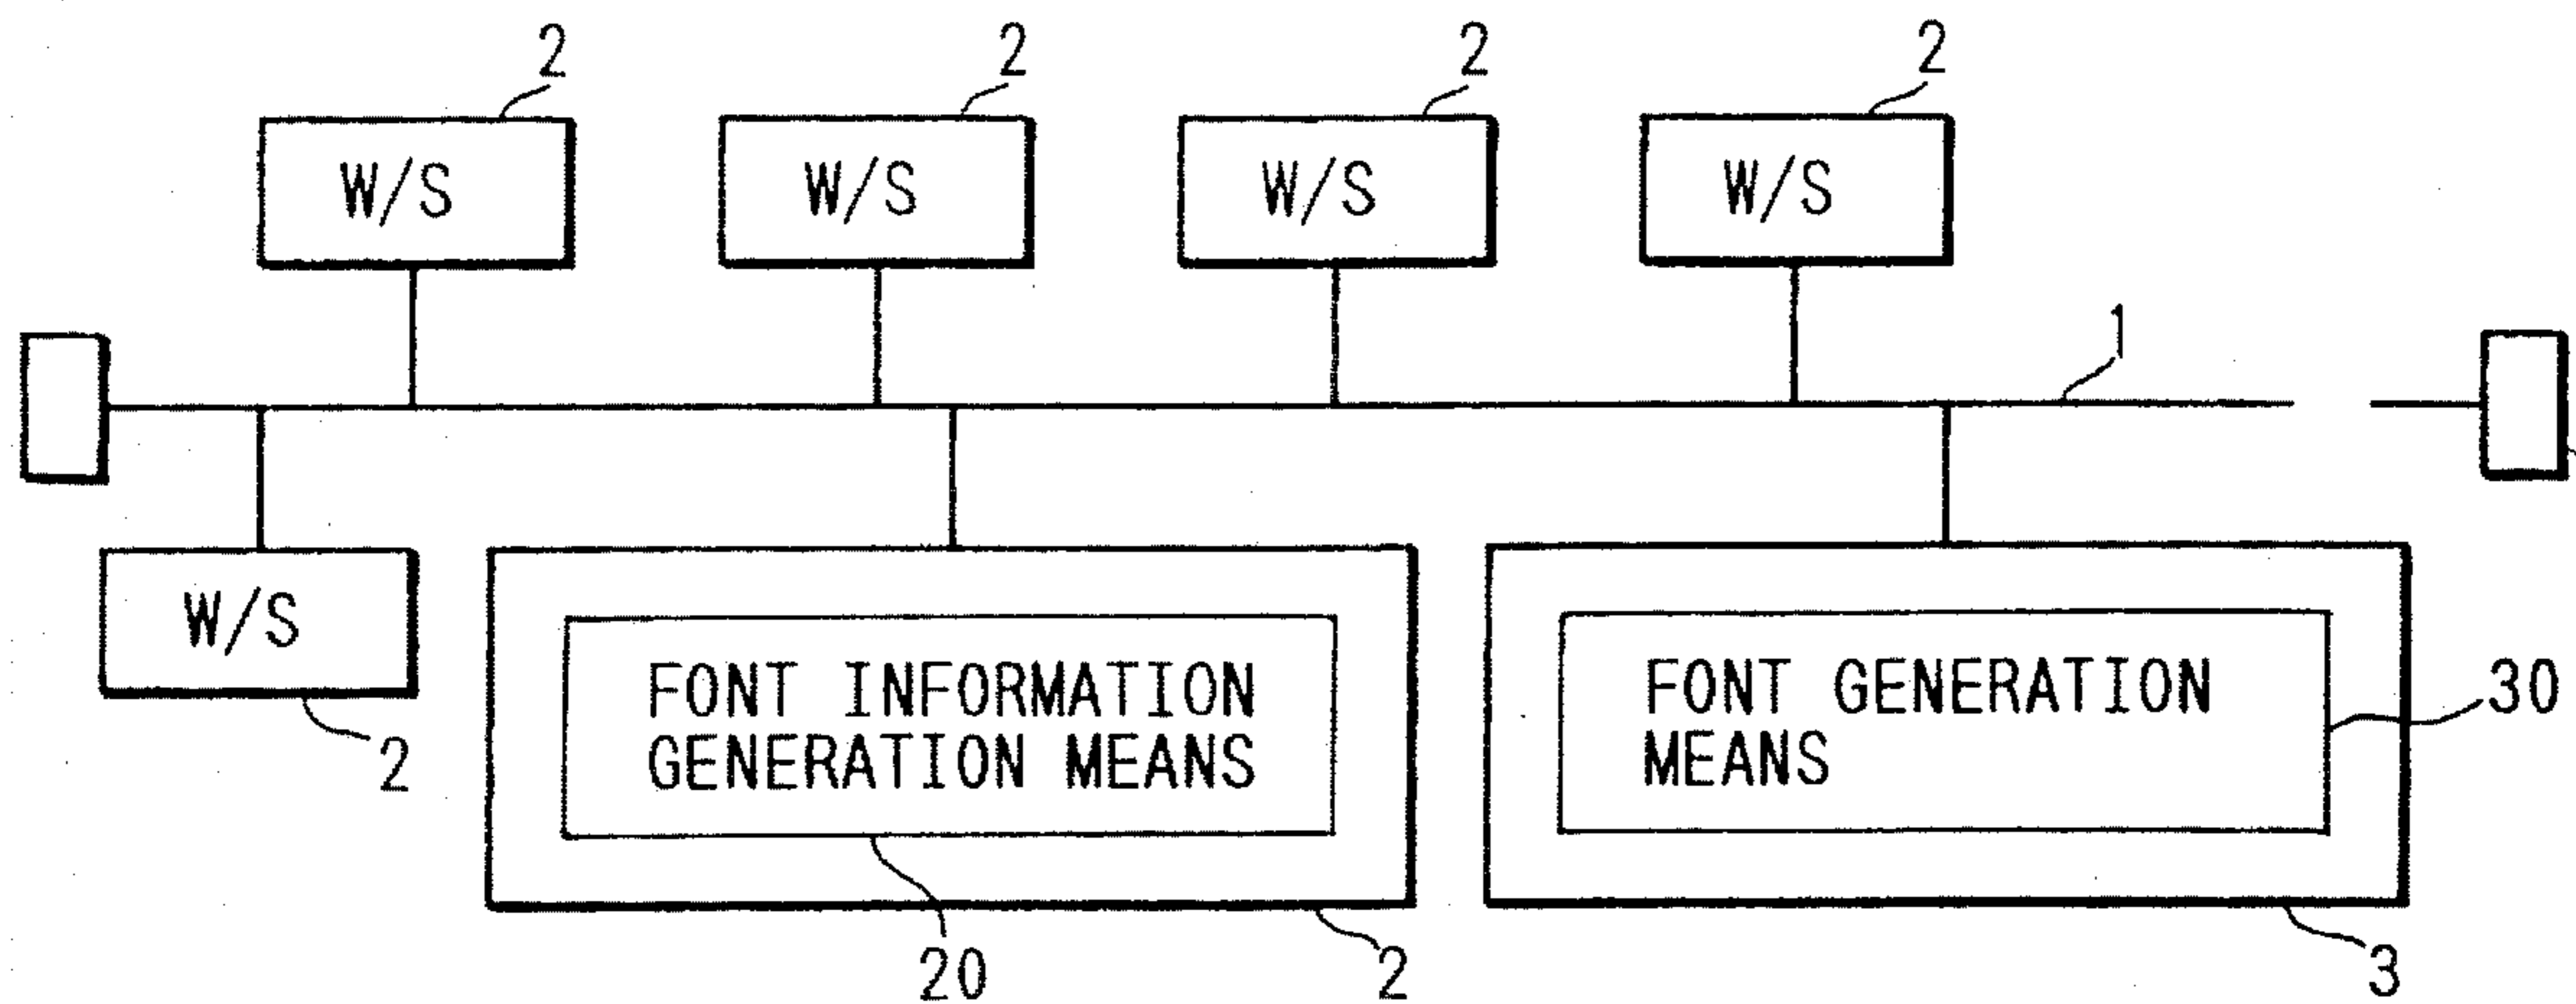 2 2 2 2
W/S W/S W/S W/S
1
W/S
FONT INFORMATION
GENERATION MEANS
FONT GENERATION
MEANS
30
2
20
2
3